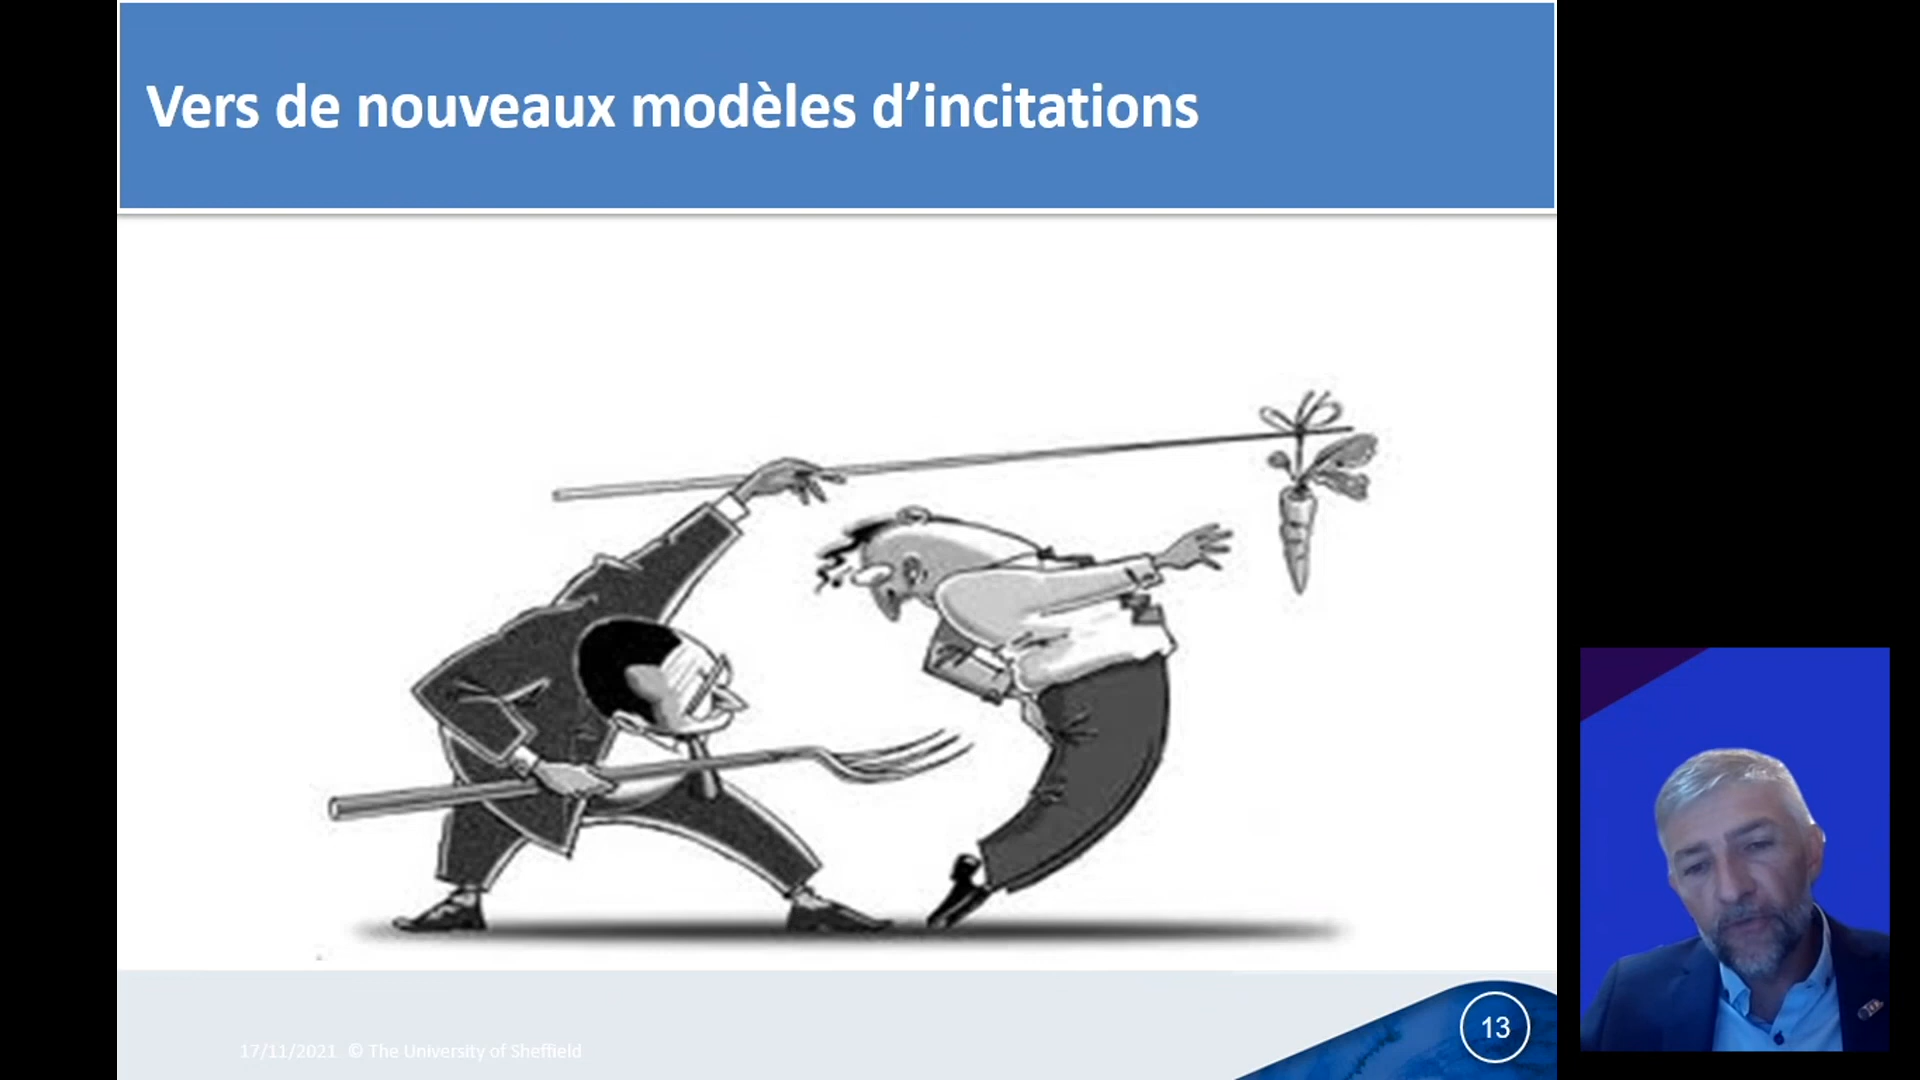 Vers de nouveaux modèles d’incitations
17/11/2021 © The University of Sheffield
13